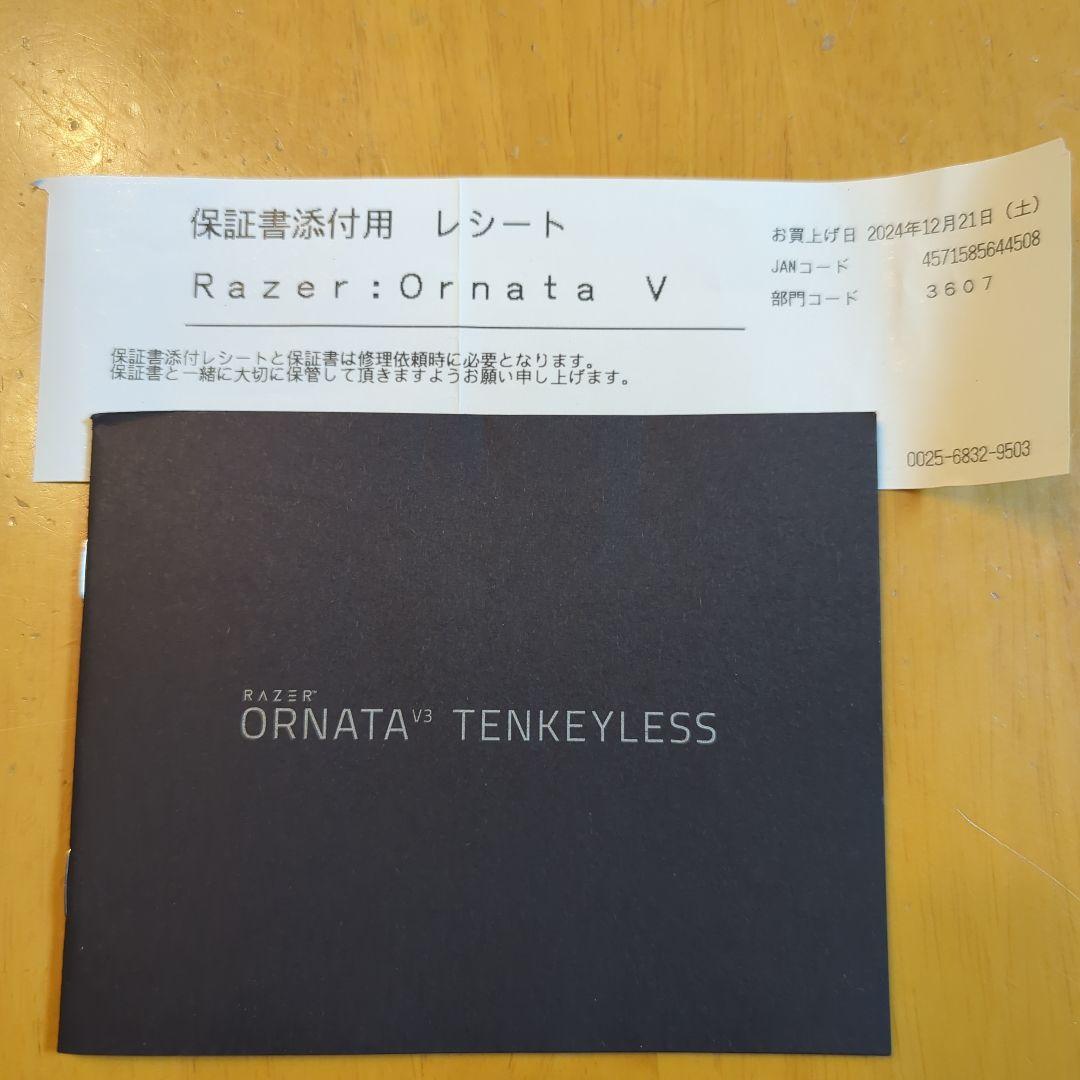 保証書添付用　レシート
Ｒａｚｅｒ：Ｏｒｎａｔａ　Ｖ
お買上げ日 2024年12月21日（土）
JANコード 4571585644508
部門コード ３６０７
保証書添付レシートと保証書は修理依頼時に必要となります。
保証書と一緒に大切に保管して頂きますようお願い申し上げます。
0025-6832-9503
RAZER™
ORNATA V3 TENKEYLESS